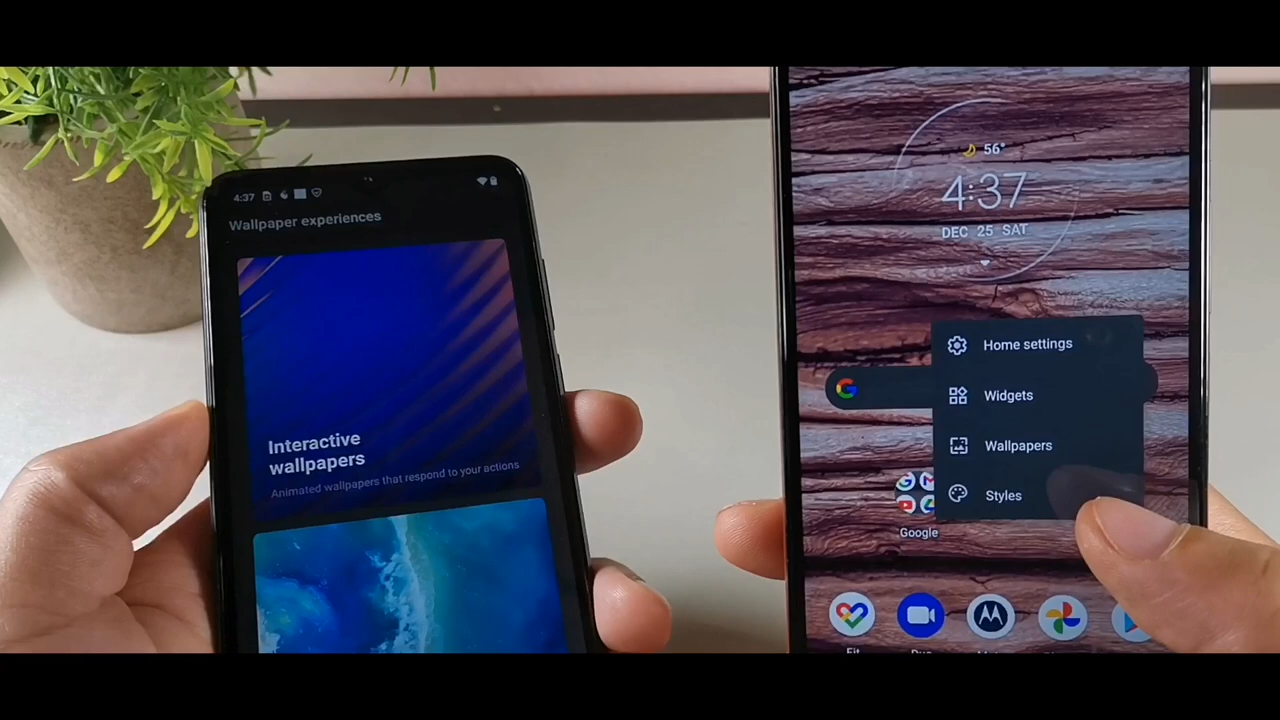 4:37
Wallpaper experiences
Interactive
wallpapers
Animated wallpapers that respond to your actions
56°
4:37
DEC 25 SAT
Home settings
Widgets
Wallpapers
Styles
Google